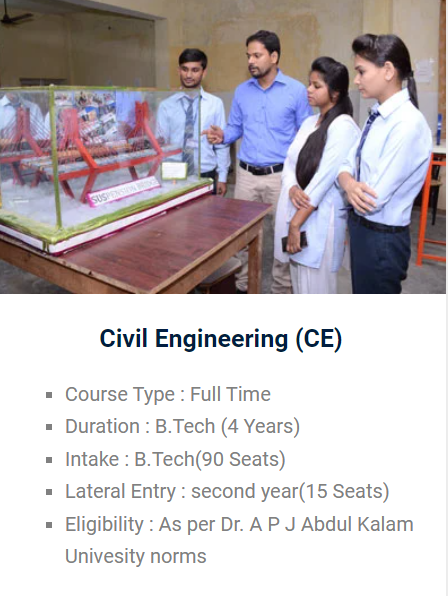 SUSPENSION BRIDGE
Civil Engineering (CE)
Course Type : Full Time
Duration : B.Tech (4 Years)
Intake : B.Tech(90 Seats)
Lateral Entry : second year(15 Seats)
Eligibility : As per Dr. A P J Abdul Kalam
Univesity norms